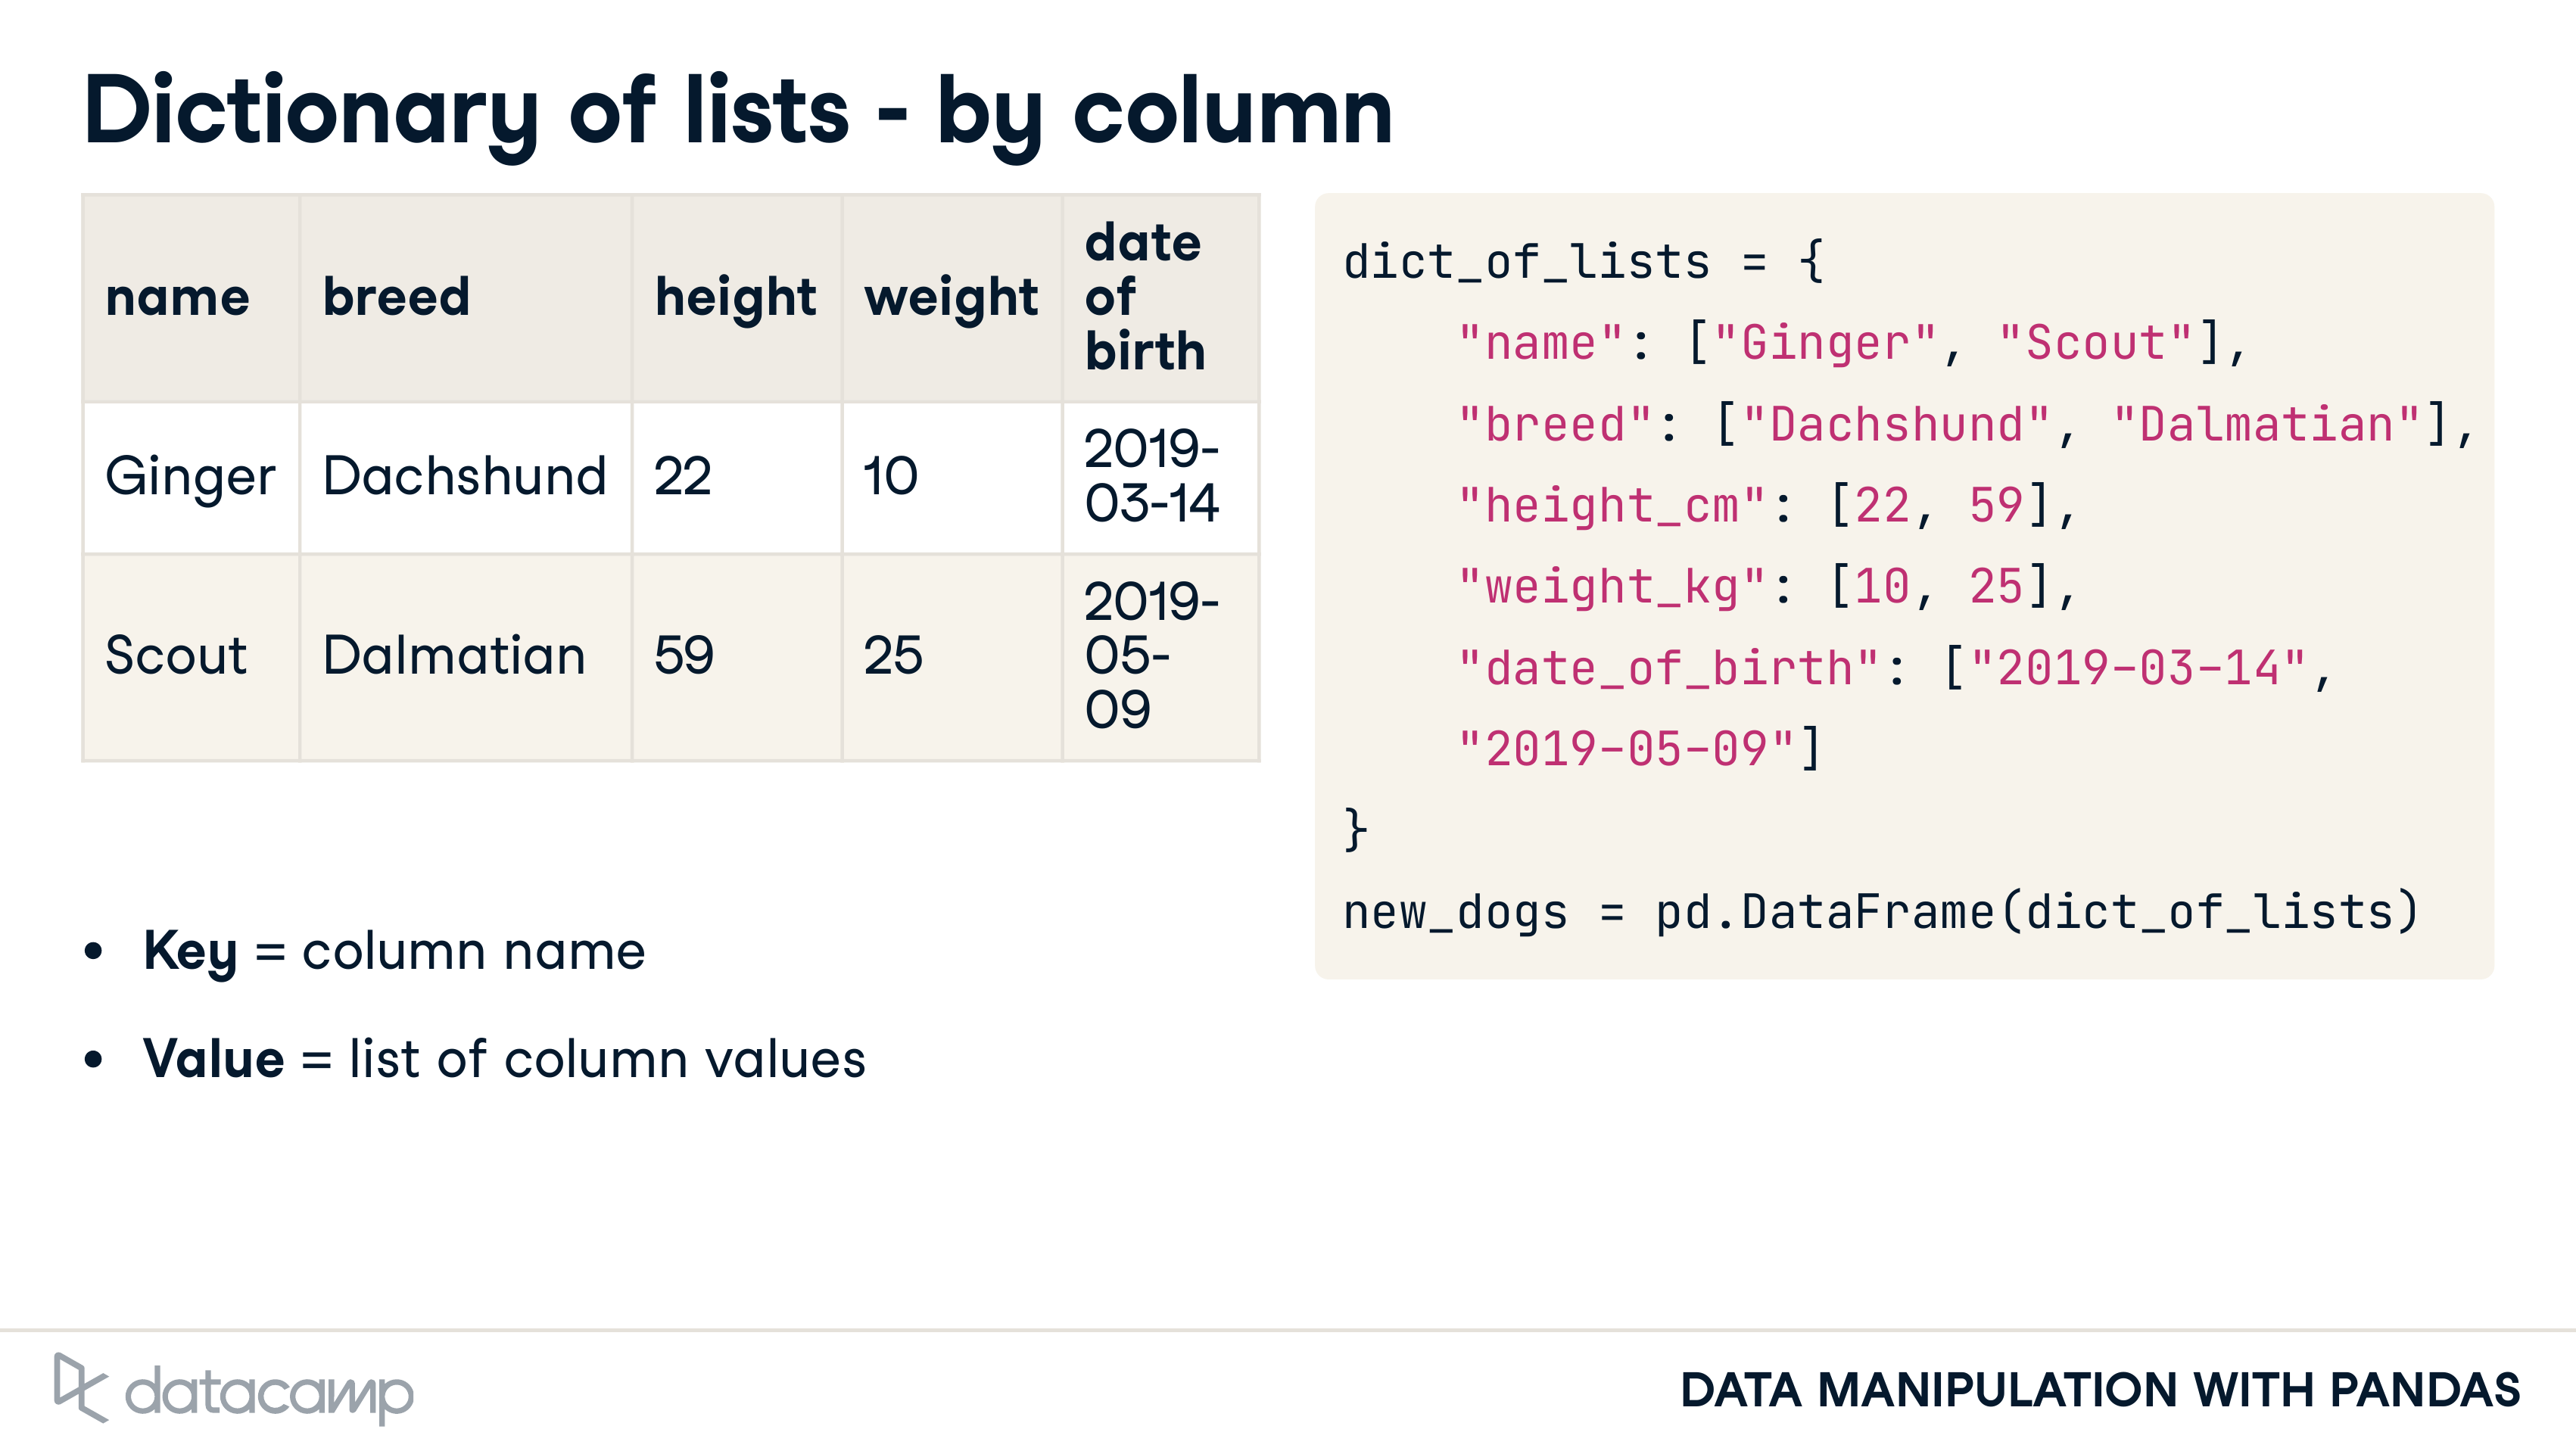 Dictionary of lists - by column
name breed height weight date of birth
Ginger Dachshund 22 10 2019-03-14
Scout Dalmatian 59 25 2019-05-09
• Key = column name
• Value = list of column values
dict_of_lists = {
    "name": ["Ginger", "Scout"],
    "breed": ["Dachshund", "Dalmatian"],
    "height_cm": [22, 59],
    "weight_kg": [10, 25],
    "date_of_birth": ["2019-03-14",
    "2019-05-09"]
}
new_dogs = pd.DataFrame(dict_of_lists)
datacamp
DATA MANIPULATION WITH PANDAS